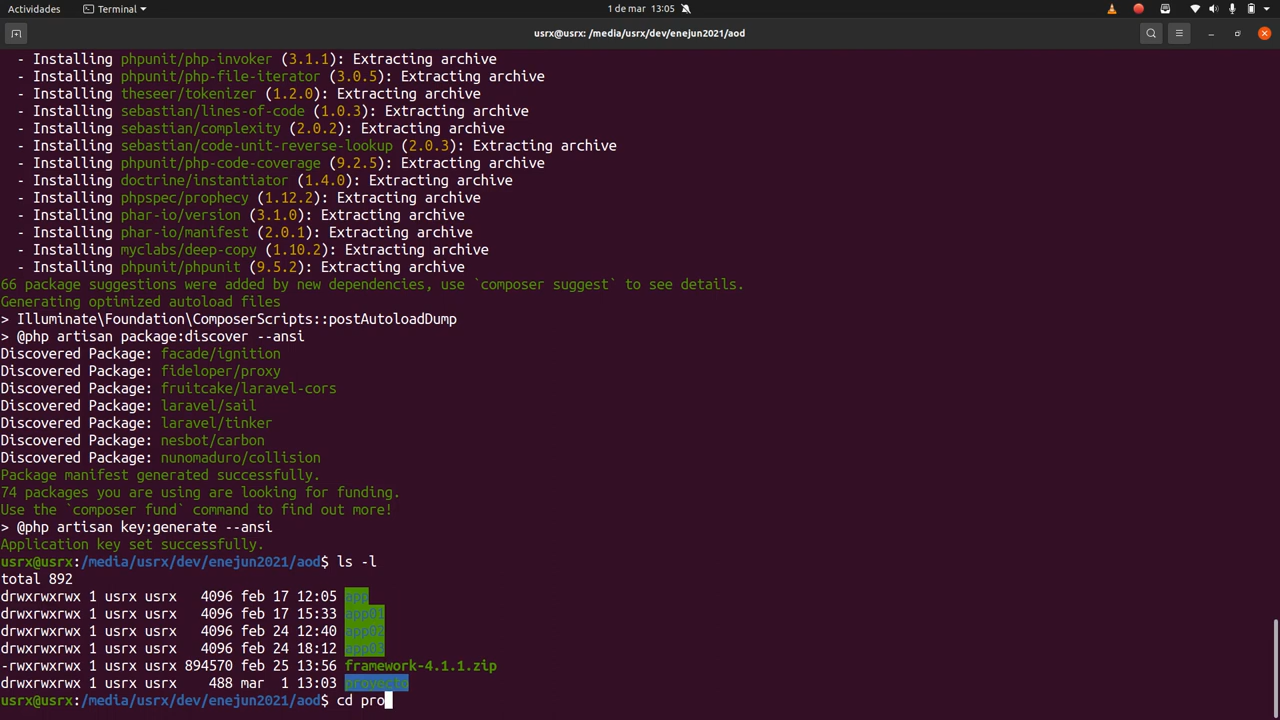 Actividades
Terminal
1 de mar 13:05
usrx@usrx: /media/usrx/dev/enejun2021/aod
- Installing phpunit/php-invoker (3.1.1): Extracting archive
- Installing phpunit/php-file-iterator (3.0.5): Extracting archive
- Installing theseer/tokenizer (1.2.0): Extracting archive
- Installing sebastian/lines-of-code (1.0.3): Extracting archive
- Installing sebastian/complexity (2.0.2): Extracting archive
- Installing sebastian/code-unit-reverse-lookup (2.0.3): Extracting archive
- Installing phpunit/php-code-coverage (9.2.5): Extracting archive
- Installing doctrine/instantiator (1.4.0): Extracting archive
- Installing phpspec/prophecy (1.12.2): Extracting archive
- Installing phar-io/version (3.1.0): Extracting archive
- Installing phar-io/manifest (2.0.1): Extracting archive
- Installing myclabs/deep-copy (1.10.2): Extracting archive
- Installing phpunit/phpunit (9.5.2): Extracting archive
66 package suggestions were added by new dependencies, use `composer suggest` to see details.
Generating optimized autoload files
> Illuminate\Foundation\ComposerScripts::postAutoloadDump
> @php artisan package:discover --ansi
Discovered Package: facade/ignition
Discovered Package: fideloper/proxy
Discovered Package: fruitcake/laravel-cors
Discovered Package: laravel/sail
Discovered Package: laravel/tinker
Discovered Package: nesbot/carbon
Discovered Package: nunomaduro/collision
Package manifest generated successfully.
74 packages you are using are looking for funding.
Use the `composer fund` command to find out more!
> @php artisan key:generate --ansi
Application key set successfully.
usrx@usrx:/media/usrx/dev/enejun2021/aod$ ls -l
total 892
drwxrwxrwx 1 usrx usrx   4096 feb 17 12:05 app
drwxrwxrwx 1 usrx usrx   4096 feb 17 15:33 app01
drwxrwxrwx 1 usrx usrx   4096 feb 24 12:40 app02
drwxrwxrwx 1 usrx usrx   4096 feb 24 18:12 app03
-rwxrwxrwx 1 usrx usrx 894570 feb 25 13:56 framework-4.1.1.zip
drwxrwxrwx 1 usrx usrx    488 mar  1 13:03 proyecto
usrx@usrx:/media/usrx/dev/enejun2021/aod$ cd pro